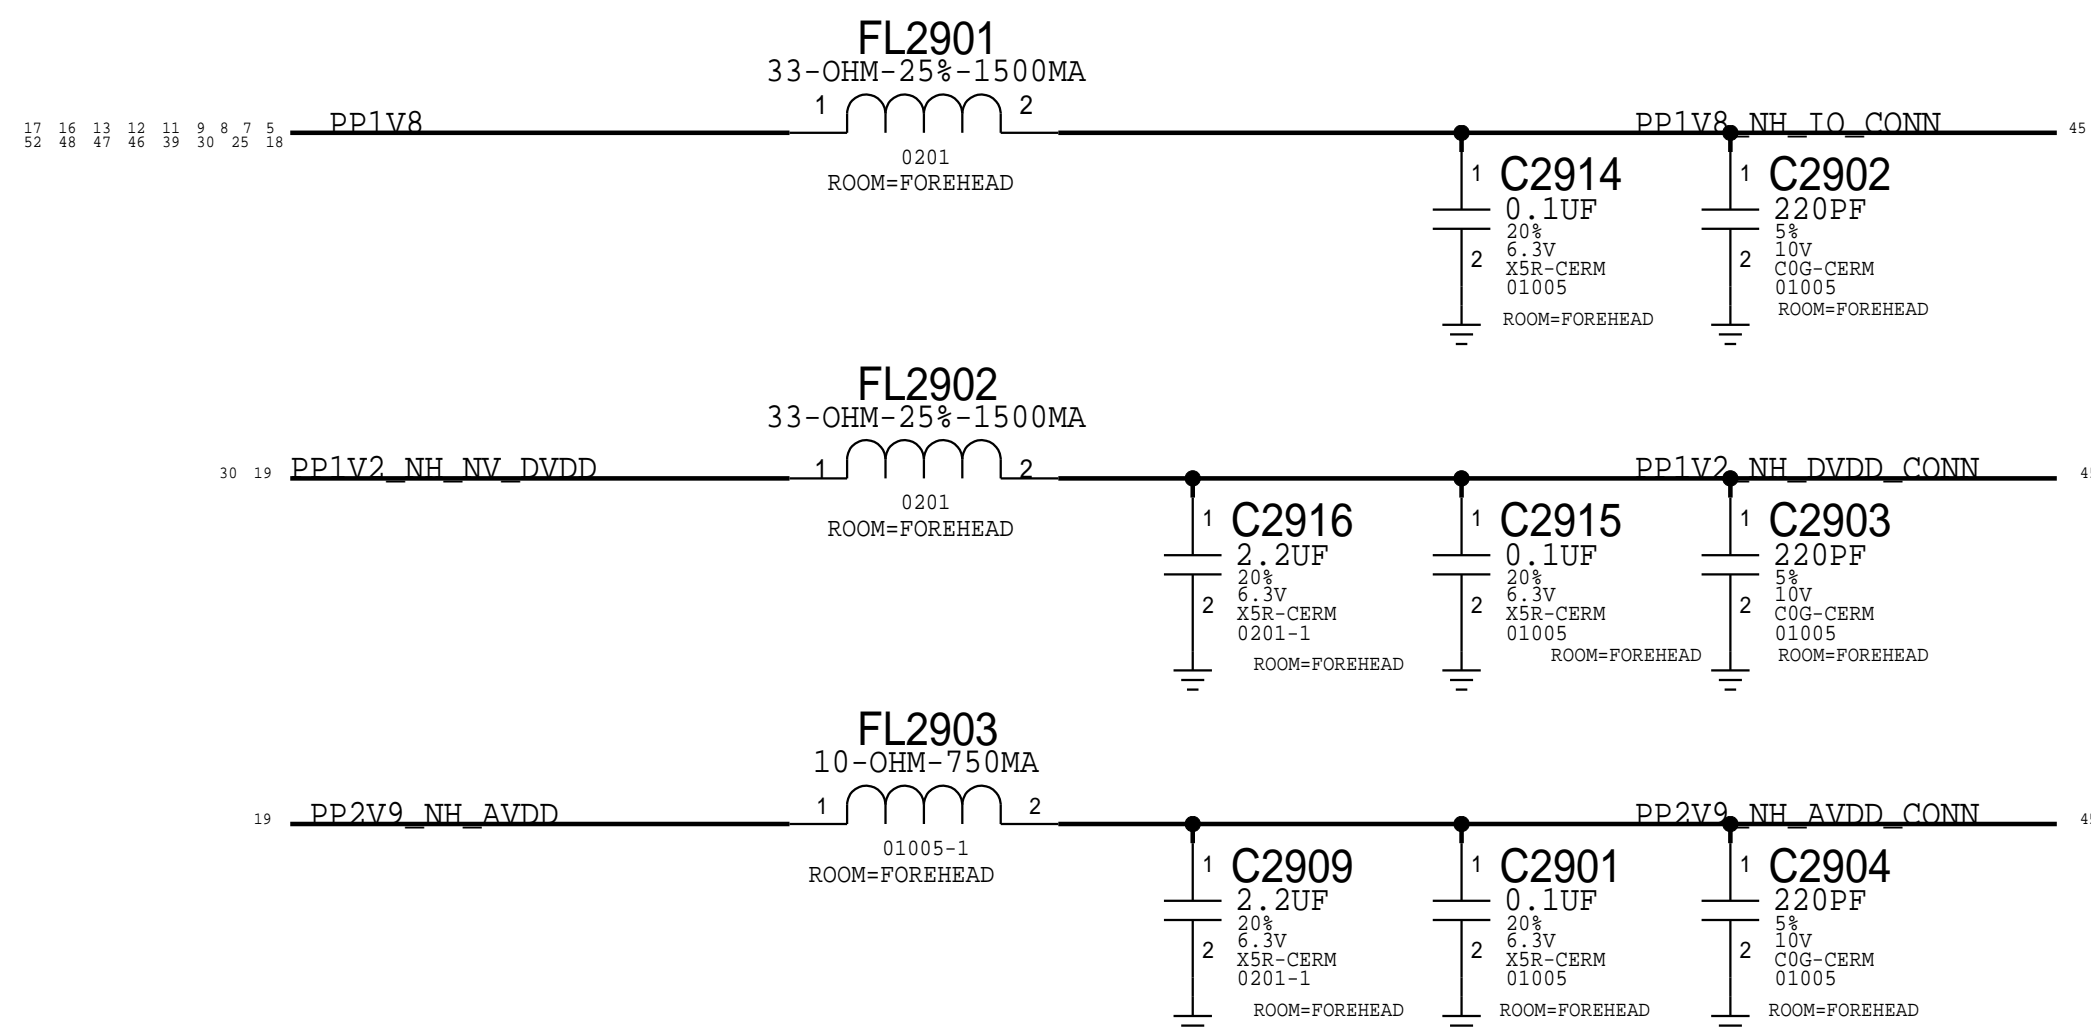 FL2901
33-OHM-25%-1500MA
1 2
17 16 13 12 11 9 8 7 5
52 48 47 46 39 30 25 18
PP1V8
PP1V8_NH_IO_CONN
45
0201
ROOM=FOREHEAD
1 C2914
0.1UF
20%
6.3V
2
X5R-CERM
01005
ROOM=FOREHEAD
1 C2902
220PF
5%
10V
2
C0G-CERM
01005
ROOM=FOREHEAD
FL2902
33-OHM-25%-1500MA
1 2
30 19
PP1V2_NH_NV_DVDD
PP1V2_NH_DVDD_CONN
0201
ROOM=FOREHEAD
1 C2916
2.2UF
20%
6.3V
2
X5R-CERM
0201-1
ROOM=FOREHEAD
1 C2915
0.1UF
20%
6.3V
2
X5R-CERM
01005
ROOM=FOREHEAD
1 C2903
220PF
5%
10V
2
C0G-CERM
01005
ROOM=FOREHEAD
FL2903
10-OHM-750MA
1 2
19
PP2V9_NH_AVDD
PP2V9_NH_AVDD_CONN
01005-1
ROOM=FOREHEAD
1 C2909
2.2UF
20%
6.3V
2
X5R-CERM
0201-1
ROOM=FOREHEAD
1 C2901
0.1UF
20%
6.3V
2
X5R-CERM
01005
ROOM=FOREHEAD
1 C2904
220PF
5%
10V
2
C0G-CERM
01005
ROOM=FOREHEAD